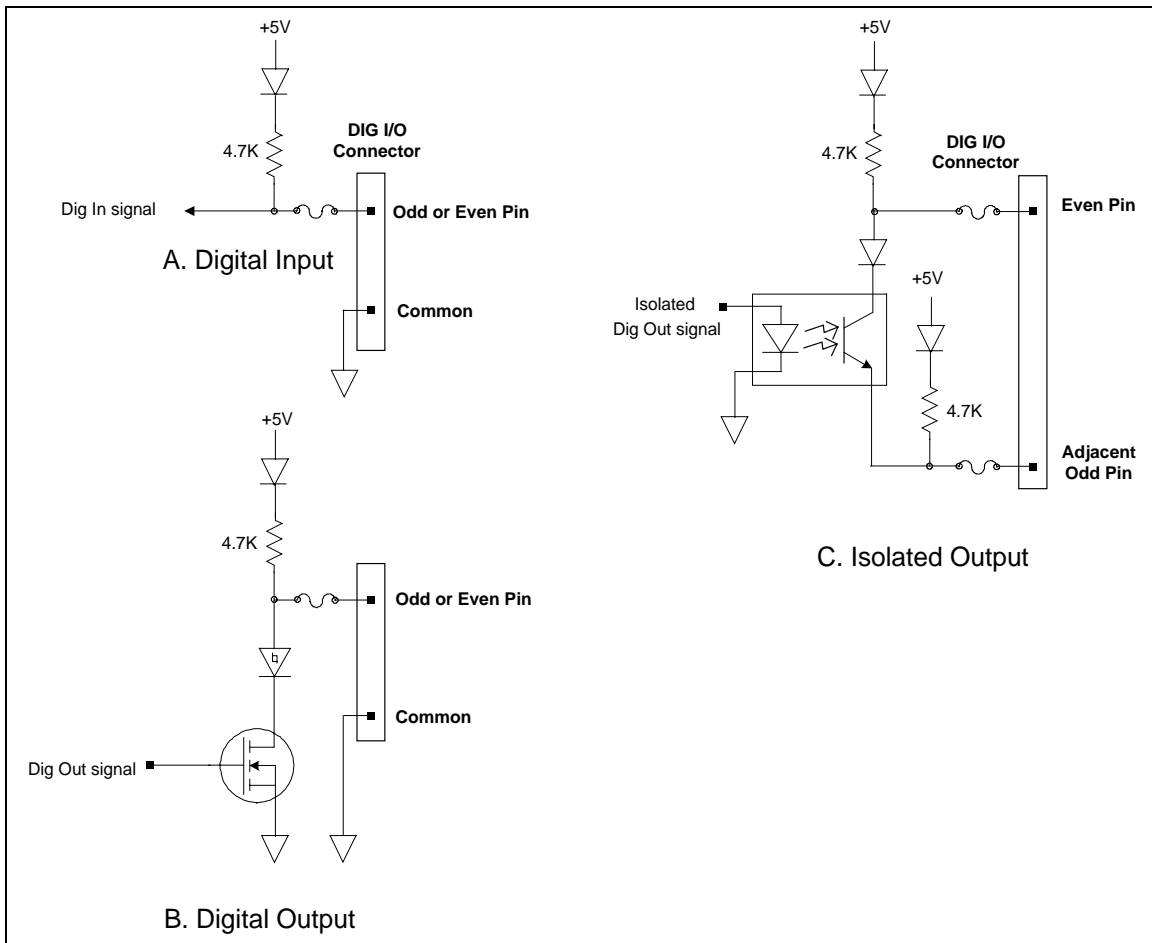 +5V
4.7K
DIG I/O
Connector
Dig In signal
Odd or Even Pin
A. Digital Input
Common
+5V
4.7K
Odd or Even Pin
Common
Dig Out signal
B. Digital Output
+5V
4.7K
DIG I/O
Connector
Even Pin
Isolated
Dig Out signal
+5V
4.7K
Adjacent
Odd Pin
C. Isolated Output